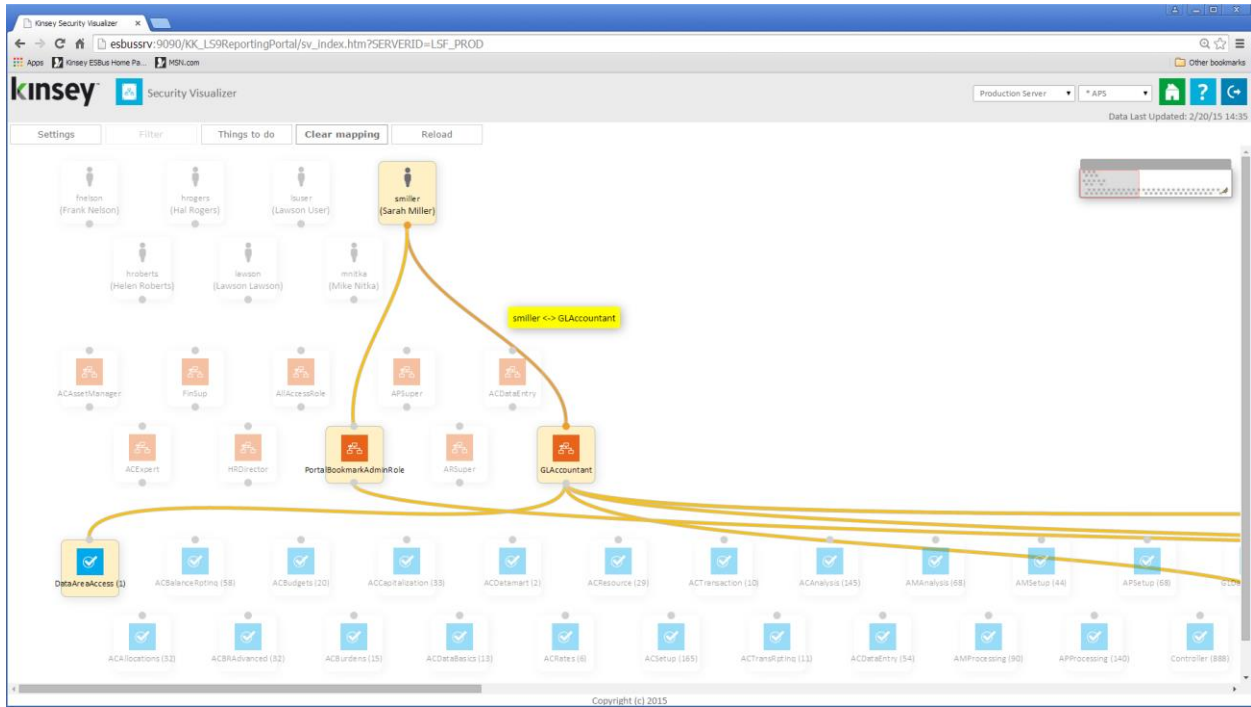 Kinsey Security Visualizer
esbussrv:9090/KK_LS9ReportingPortal/sv_index.htm?SERVERID=LSF_PROD
Apps Kinsey ESBus Home Pa... MSN.com Other bookmarks
kinsey Security Visualizer Production Server * APS ?
Data Last Updated: 2/20/15 14:35
Settings Filter Things to do Clear mapping Reload
fnelson hrogers lsuser smiller
(Frank Nelson) (Hal Rogers) (Lawson User) (Sarah Miller)
hroberts lawson mnitka
(Helen Roberts) (Lawson Lawson) (Mike Nitka)
smiller <-> GLAccountant
ACAssetManager FinSup AllAccessRole APSuper ACDataEntry
ACExpert HRDirector PortalBookmarkAdminRole ARSuper GLAccountant
DataAreaAccess (1) ACBalanceRpting (58) ACBudgets (20) ACCapitalization (33) ACDatamart (2) ACResource (29) ACTransaction (10) ACAnalysis (145) AMAnalysis (68) AMSetup (44) APSetup (68)
ACAllocations (32) ACBRAdvanced (82) ACBurdens (15) ACDataBasics (13) ACRates (6) ACSetup (165) ACTransRpting (11) ACDataEntry (54) AMProcessing (90) APProcessing (140) Controller (888)
Copyright (c) 2015